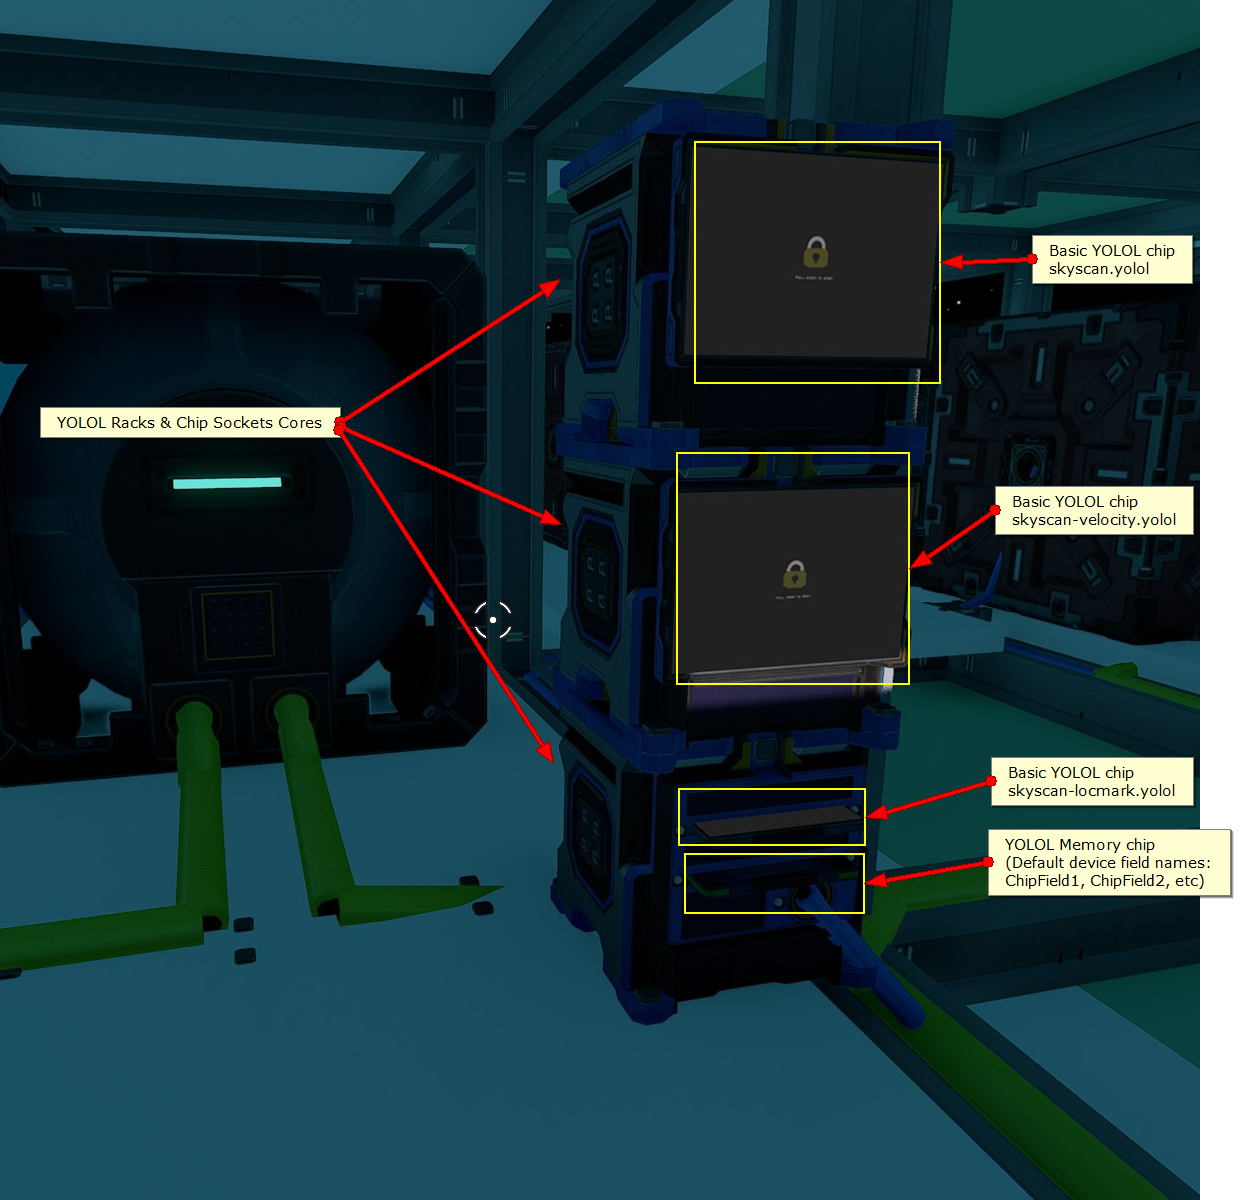 Basic YOLOL chip
skyscan.yolol
YOLOL Racks & Chip Sockets Cores
Basic YOLOL chip
skyscan-velocity.yolol
Basic YOLOL chip
skyscan-locmark.yolol
YOLOL Memory chip
(Default device field names:
ChipField1, ChipField2, etc)